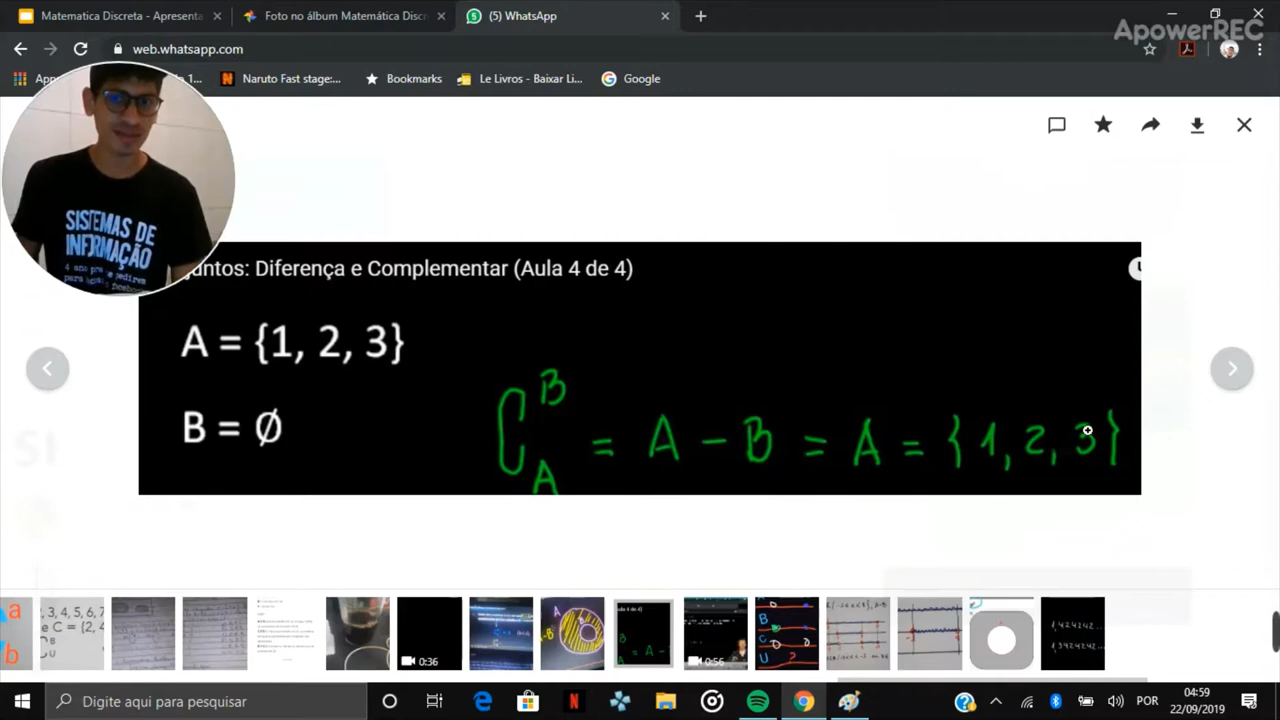 Matematica Discreta - Apresenta
Foto no álbum Matemática Discr
(5) WhatsApp
ApowerREC
web.whatsapp.com
Naruto Fast stage:...
Bookmarks
Le Livros - Baixar Li...
Google
SISTEMAS DE
INFORMAÇÃO
untos: Diferença e Complementar (Aula 4 de 4)
A = {1, 2, 3}
B = Ø
C B A = A - B = A = {1, 2, 3}
0:36
0:56
Digite aqui para pesquisar
POR
04:59
22/09/2019